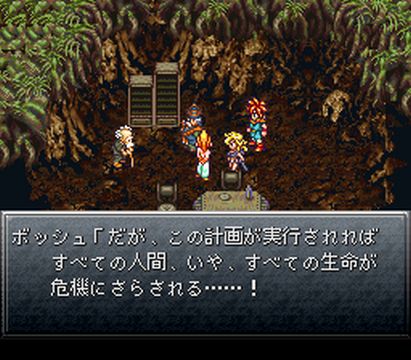 ボッシュ「だが、この計画が実行されれば
すべての人間、いや、すべての生命が
危機にさらされる……！